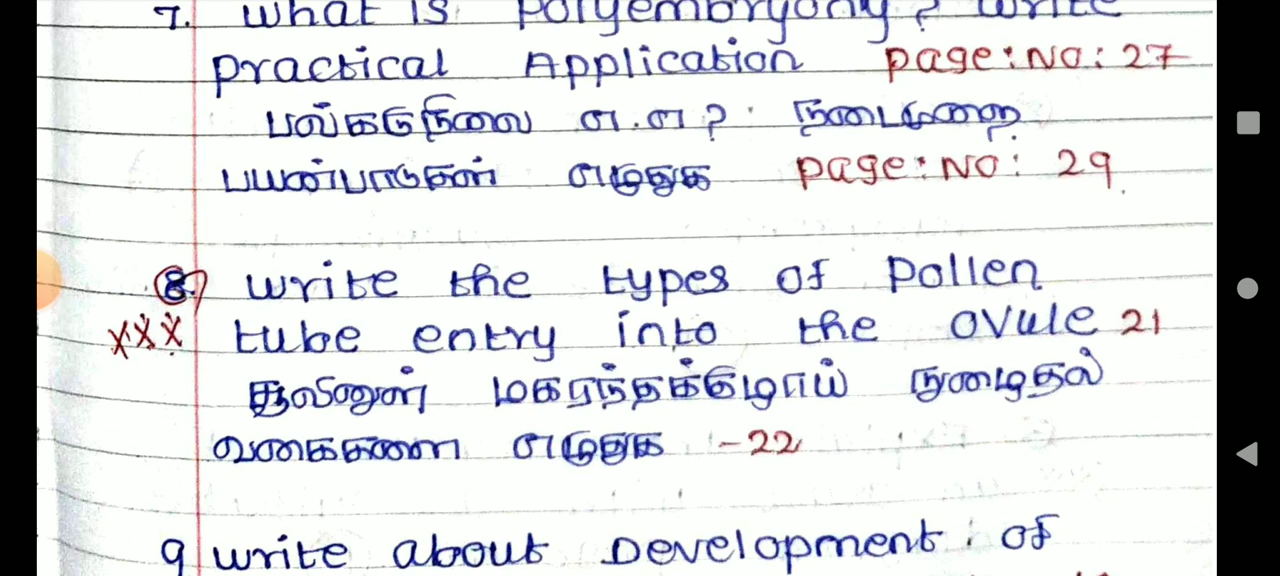 7. What is Polyembryony? Write
Practical Application Page: No: 27
பல்கருநிலை எ.எ? நடைமுறை
பயன்பாடுகள் எழுதுக Page: No: 29
8. Write the types of Pollen
XXX tube entry into the ovule 21
சூலினுள் மகரந்தக்குழாய் நுழைதல்
வகைகளை எழுதுக -22
9 Write about Development of